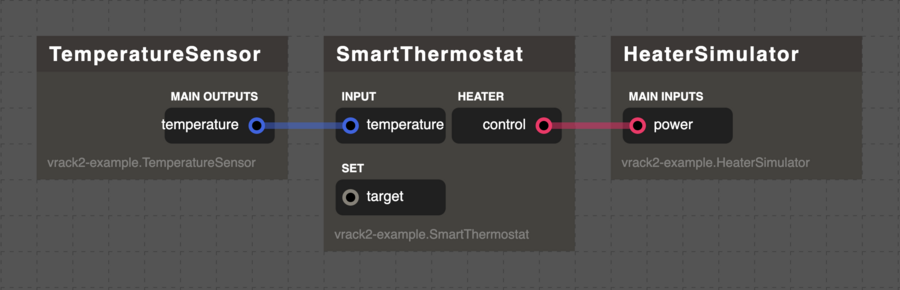 TemperatureSensor
MAIN OUTPUTS
temperature
vrack2-example.TemperatureSensor
SmartThermostat
INPUT HEATER
temperature control
SET
target
vrack2-example.SmartThermostat
HeaterSimulator
MAIN INPUTS
power
vrack2-example.HeaterSimulator